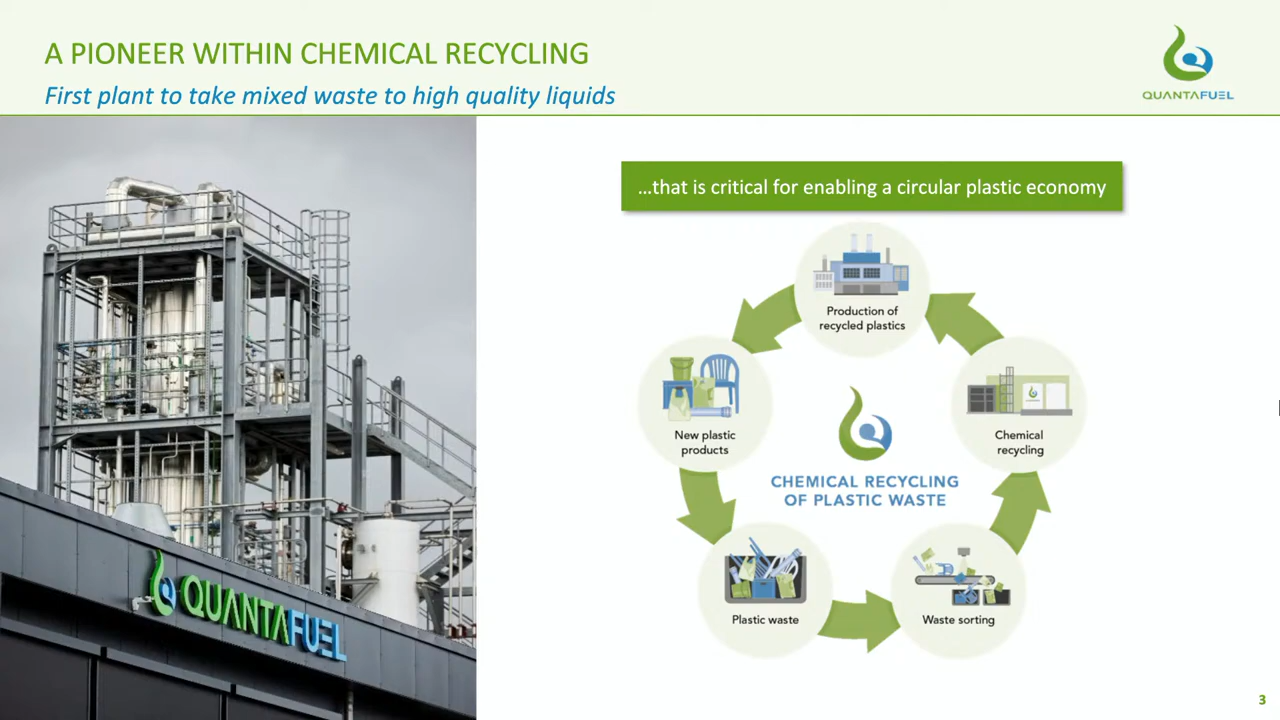 A PIONEER WITHIN CHEMICAL RECYCLING
First plant to take mixed waste to high quality liquids
QUANTAFUEL
…that is critical for enabling a circular plastic economy
Production of
recycled plastics
New plastic
products
Chemical
recycling
CHEMICAL RECYCLING
OF PLASTIC WASTE
Plastic waste
Waste sorting
QUANTAFUEL
3